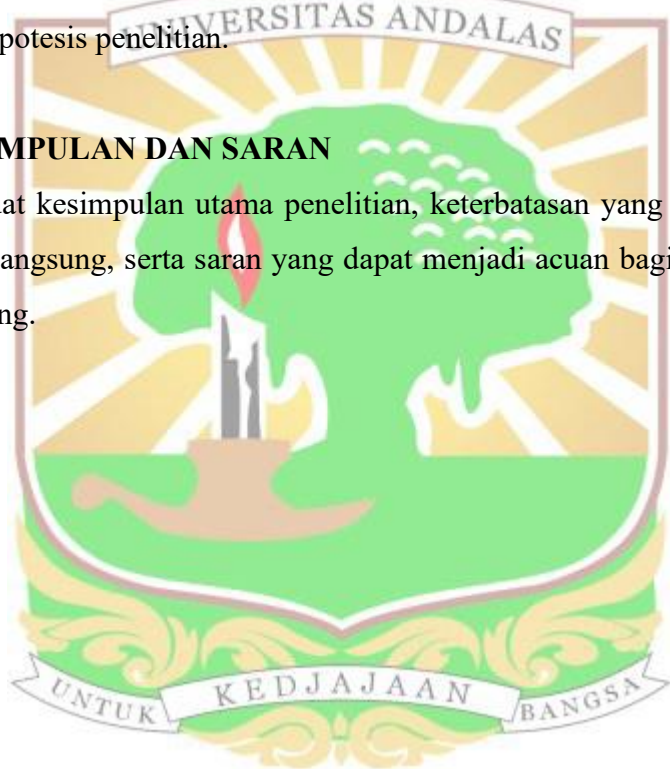 UNIVERSITAS ANDALAS
potesis penelitian.
MPULAN DAN SARAN
at kesimpulan utama penelitian, keterbatasan yang
angsung, serta saran yang dapat menjadi acuan bagi
ng.
UNTUK KEDJAJAAN BANGSA